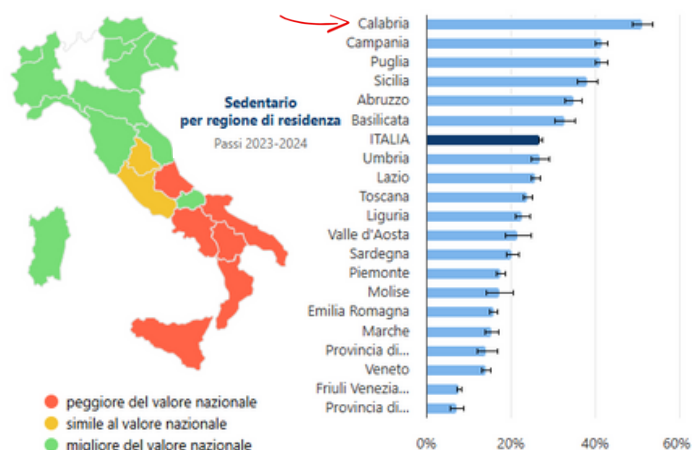 Sedentario
per regione di residenza
Passi 2023-2024
peggiore del valore nazionale
simile al valore nazionale
migliore del valore nazionale
Calabria
Campania
Puglia
Sicilia
Abruzzo
Basilicata
ITALIA
Umbria
Lazio
Toscana
Liguria
Valle d'Aosta
Sardegna
Piemonte
Molise
Emilia Romagna
Marche
Provincia di...
Veneto
Friuli Venezia...
Provincia di...
0% 20% 40% 60%